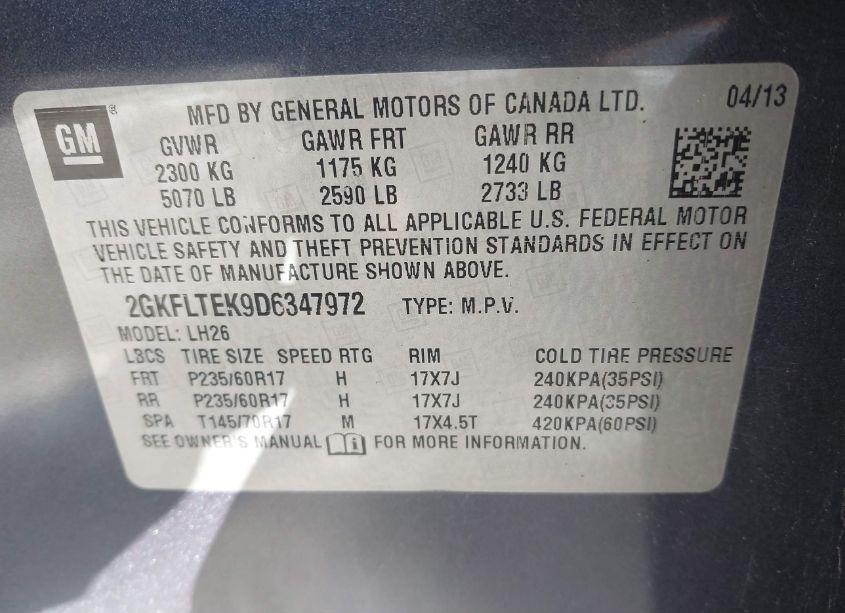 GM ®
MFD BY GENERAL MOTORS OF CANADA LTD. 04/13
GVWR GAWR FRT GAWR RR
2300 KG 1175 KG 1240 KG
5070 LB 2590 LB 2733 LB
THIS VEHICLE CONFORMS TO ALL APPLICABLE U.S. FEDERAL MOTOR
VEHICLE SAFETY AND THEFT PREVENTION STANDARDS IN EFFECT ON
THE DATE OF MANUFACTURE SHOWN ABOVE.
2GKFLTEK9D6347972 TYPE: M.P.V.
MODEL: LH26
L3CS TIRE SIZE SPEED RTG RIM COLD TIRE PRESSURE
FRT P235/60R17 H 17X7J 240KPA(35PSI)
RR P235/60R17 H 17X7J 240KPA(35PSI)
SPA T145/70R17 M 17X4.5T 420KPA(60PSI)
SEE OWNER'S MANUAL FOR MORE INFORMATION.